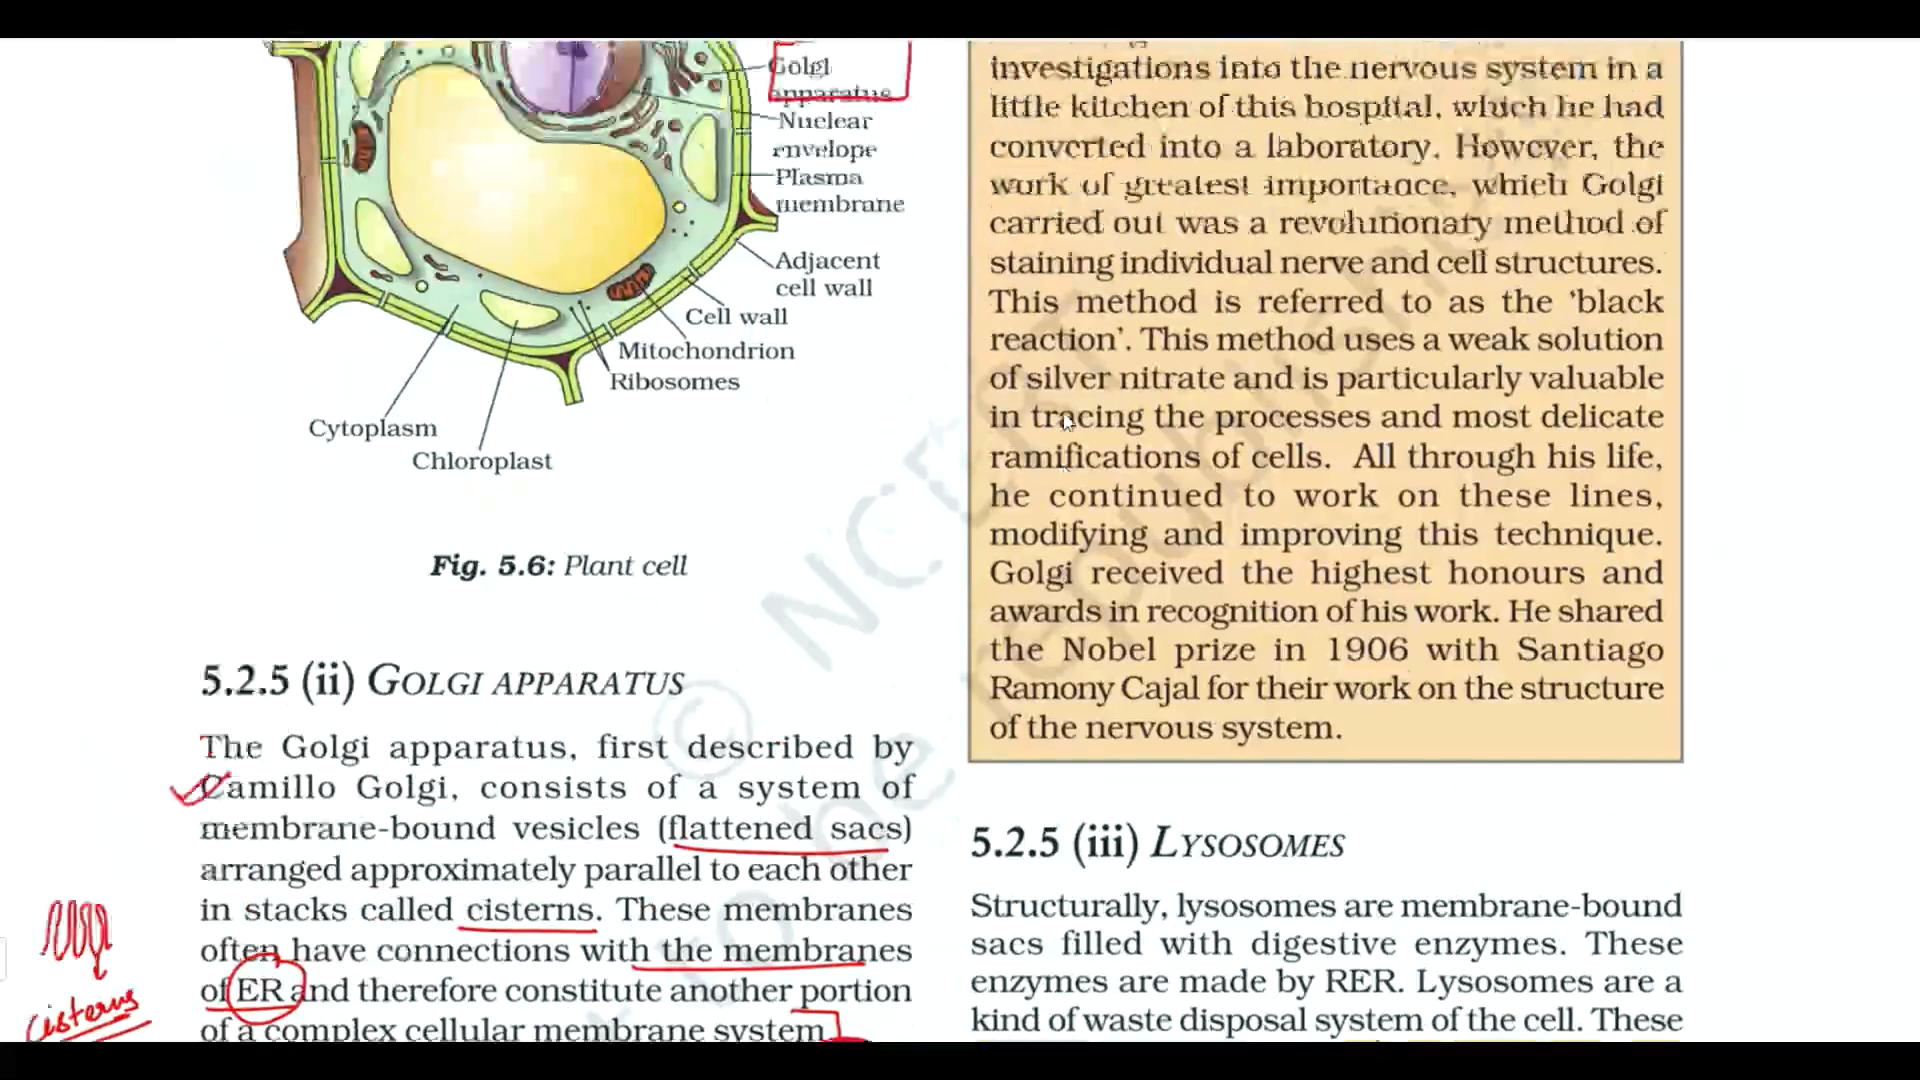 Golgi
apparatus
Nuclear
envelope
Plasma
membrane
Adjacent
cell wall
Cell wall
Mitochondrion
Ribosomes
Cytoplasm
Chloroplast
Fig. 5.6: Plant cell
5.2.5 (ii) GOLGI APPARATUS
The Golgi apparatus, first described by
Camillo Golgi, consists of a system of
membrane-bound vesicles (flattened sacs)
arranged approximately parallel to each other
in stacks called cisterns. These membranes
often have connections with the membranes
of ER and therefore constitute another portion
of a complex cellular membrane system.
cisterns
investigations into the nervous system in a
little kitchen of this hospital, which he had
converted into a laboratory. However, the
work of greatest importance, which Golgi
carried out was a revolutionary method of
staining individual nerve and cell structures.
This method is referred to as the ‘black
reaction’. This method uses a weak solution
of silver nitrate and is particularly valuable
in tracing the processes and most delicate
ramifications of cells. All through his life,
he continued to work on these lines,
modifying and improving this technique.
Golgi received the highest honours and
awards in recognition of his work. He shared
the Nobel prize in 1906 with Santiago
Ramony Cajal for their work on the structure
of the nervous system.
5.2.5 (iii) LYSOSOMES
Structurally, lysosomes are membrane-bound
sacs filled with digestive enzymes. These
enzymes are made by RER. Lysosomes are a
kind of waste disposal system of the cell. These